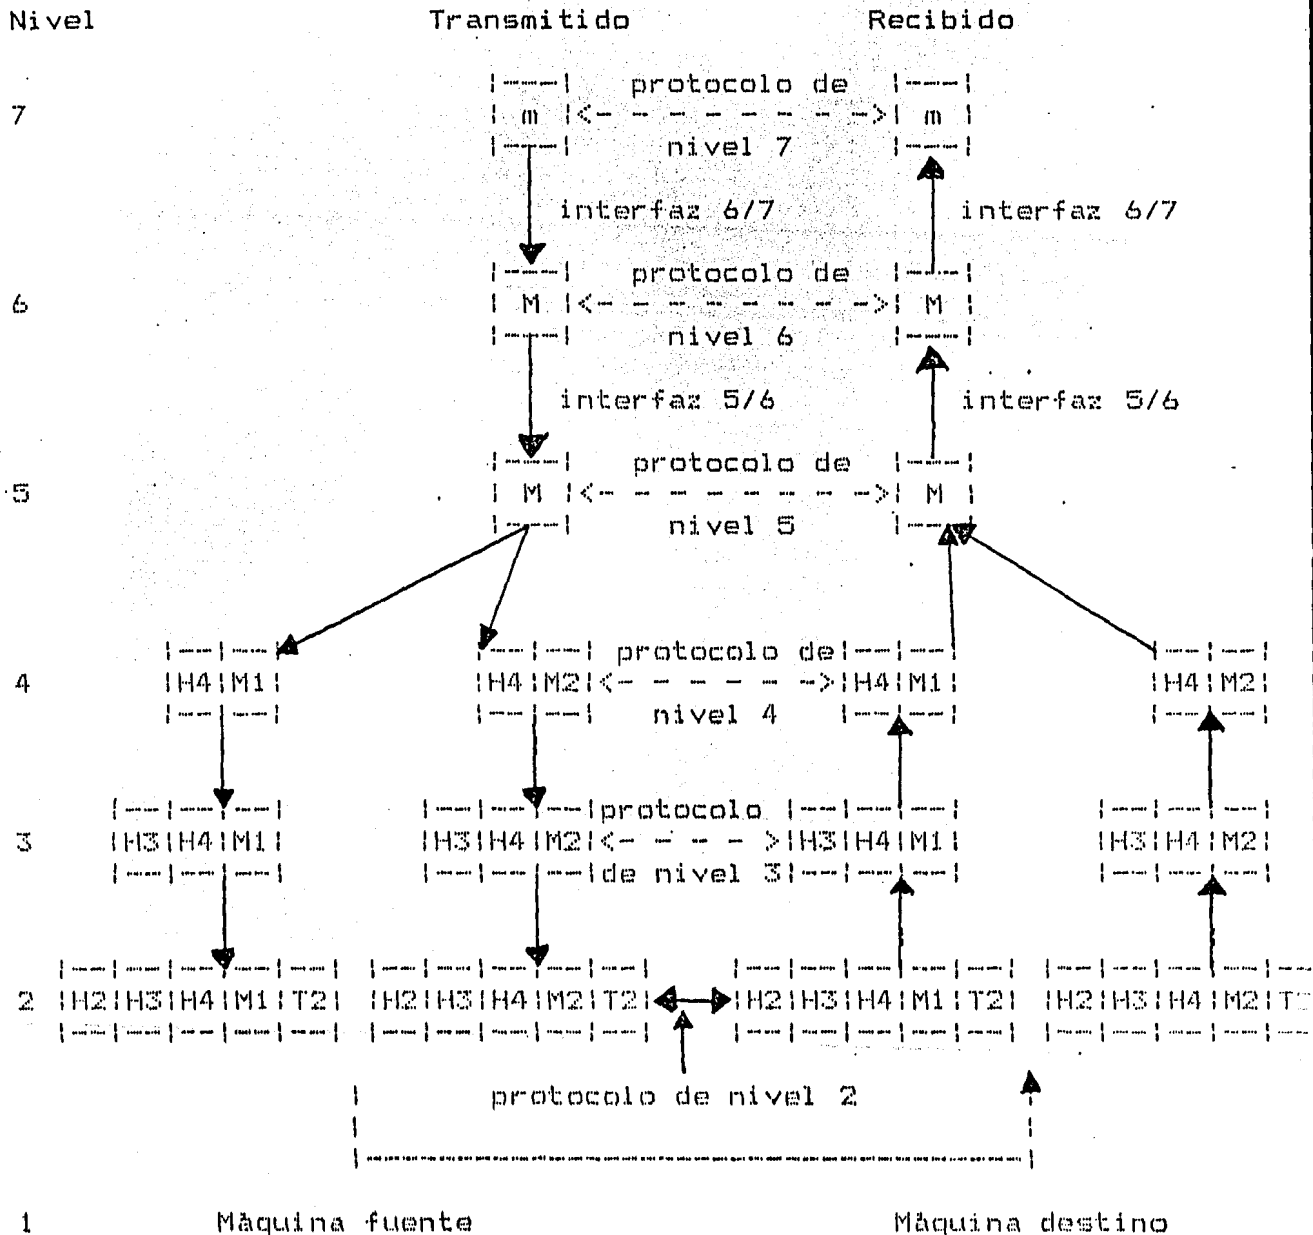 Nivel Transmitido Recibido
protocolo de
7 m m
nivel 7
interfaz 6/7 interfaz 6/7
protocolo de
6 M M
nivel 6
interfaz 5/6 interfaz 5/6
protocolo de
5 M M
nivel 5
protocolo de
4 H4 M1 H4 M2 H4 M1 H4 M2
nivel 4
protocolo
3 H3 H4 M1 H3 H4 M2 H3 H4 M1 H3 H4 M2
de nivel 3
2 H2 H3 H4 M1 T2 H2 H3 H4 M2 T2 H2 H3 H4 M1 T2 H2 H3 H4 M2
protocolo de nivel 2
1 Màquina fuente Màquina destino